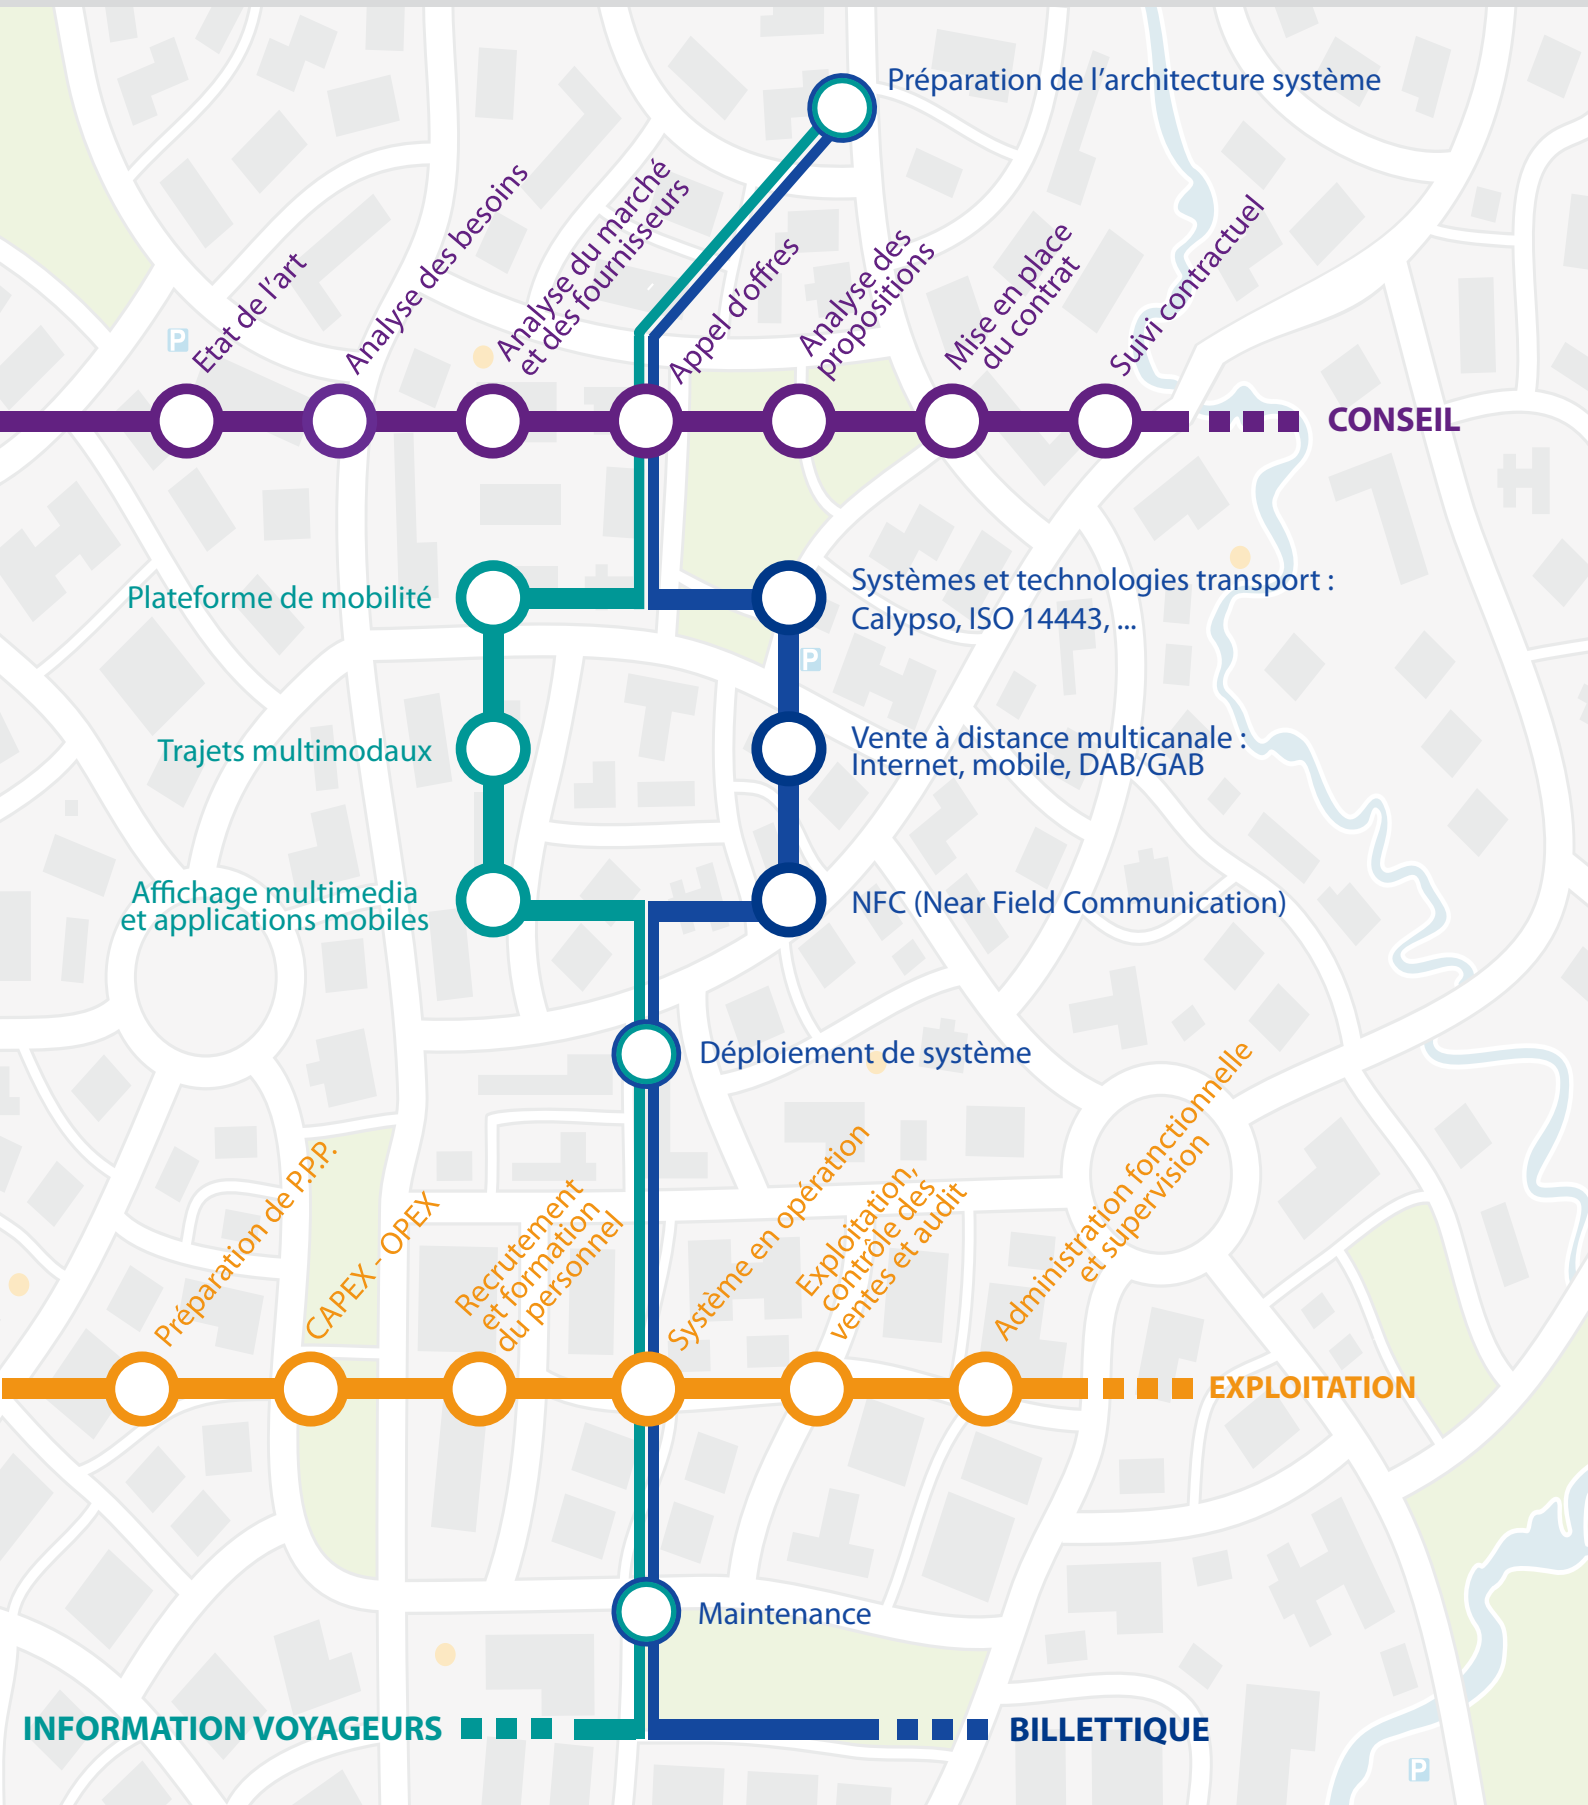 Préparation de l'architecture système
Etat de l'art
Analyse des besoins
Analyse du marché
et des fournisseurs
Appel d'offres
Analyse des
propositions
Mise en place
du contrat
Suivi contractuel
P
CONSEIL
Plateforme de mobilité
Systèmes et technologies transport :
Calypso, ISO 14443, ...
P
Trajets multimodaux
Vente à distance multicanale :
Internet, mobile, DAB/GAB
Affichage multimedia
et applications mobiles
NFC (Near Field Communication)
Déploiement de système
Préparation de P.P.P.
CAPEX - OPEX
Recrutement
et formation
du personnel
Système en opération
Exploitation,
contrôle des
ventes et audit
Administration fonctionnelle
et supervision
EXPLOITATION
Maintenance
INFORMATION VOYAGEURS
BILLETTIQUE
P